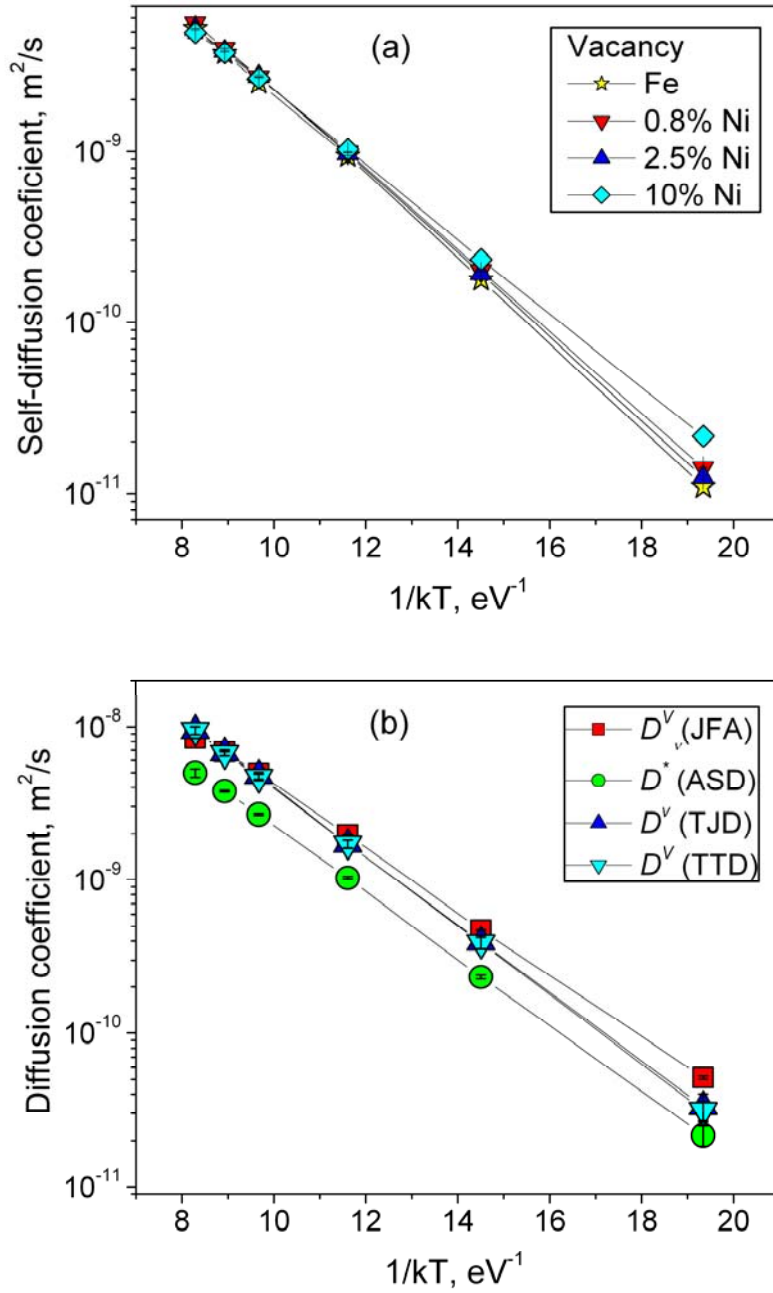 (a)
Vacancy
Fe
0.8% Ni
2.5% Ni
10% Ni
Self-diffusion coeficient, m²/s
10⁻⁹
10⁻¹⁰
10⁻¹¹
8 10 12 14 16 18 20
1/kT, eV⁻¹
(b)
Dⱽᵥ (JFA)
D* (ASD)
Dᵛ (TJD)
Dⱽ (TTD)
Diffusion coefficient, m²/s
10⁻⁸
10⁻⁹
10⁻¹⁰
10⁻¹¹
8 10 12 14 16 18 20
1/kT, eV⁻¹